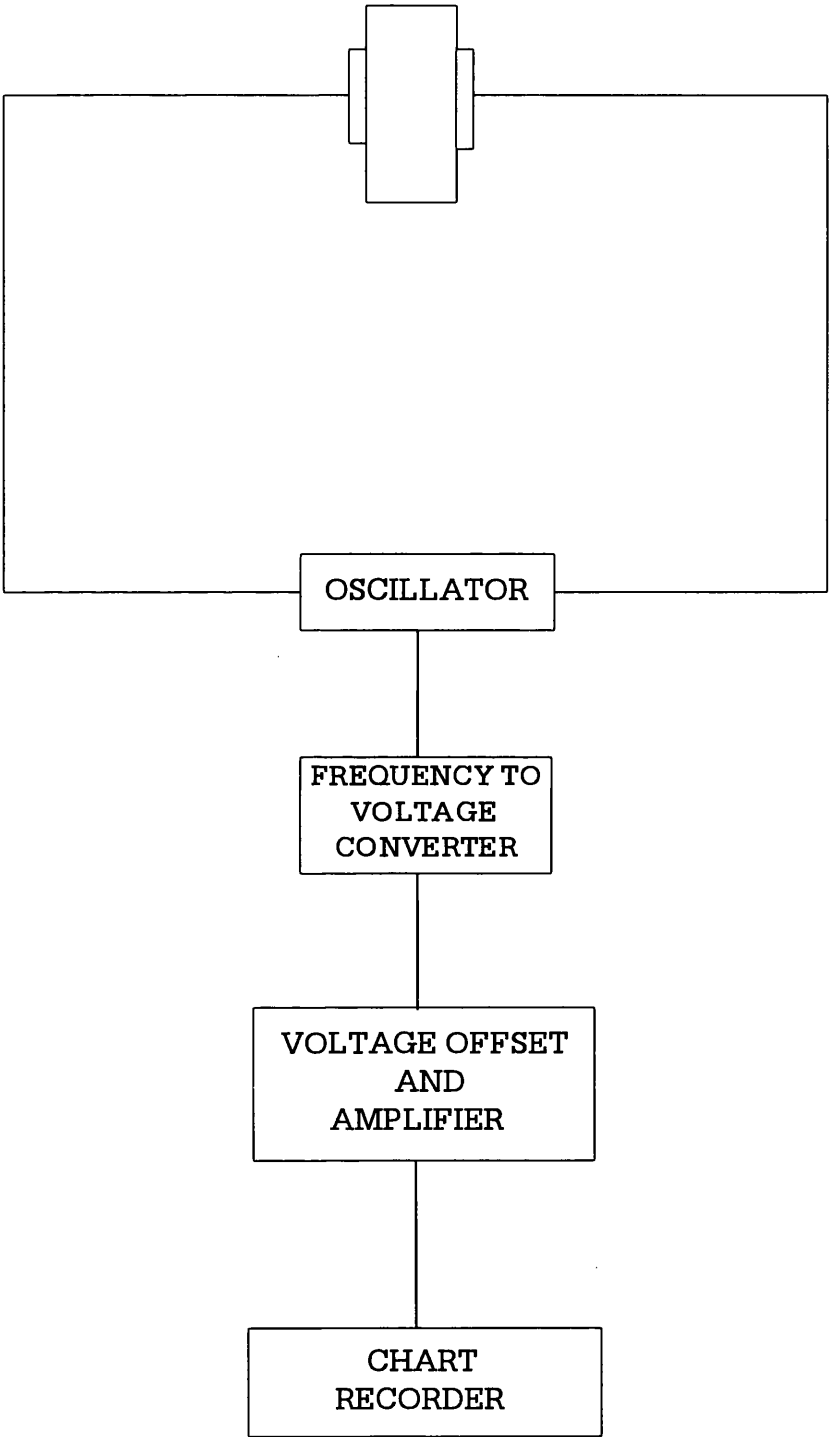 OSCILLATOR
FREQUENCY TO
VOLTAGE
CONVERTER
VOLTAGE OFFSET
AND
AMPLIFIER
CHART
RECORDER